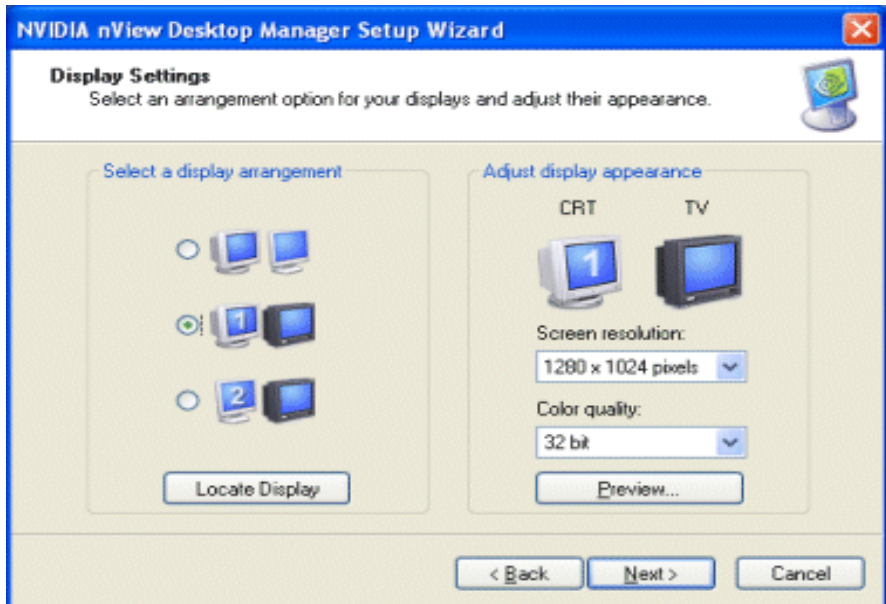 NVIDIA nView Desktop Manager Setup Wizard
Display Settings
Select an arrangement option for your displays and adjust their appearance.
Select a display arrangement
1
2
Locate Display
Adjust display appearance
CRT TV
1
Screen resolution:
1280 x 1024 pixels
Color quality:
32 bit
Preview...
< Back Next > Cancel